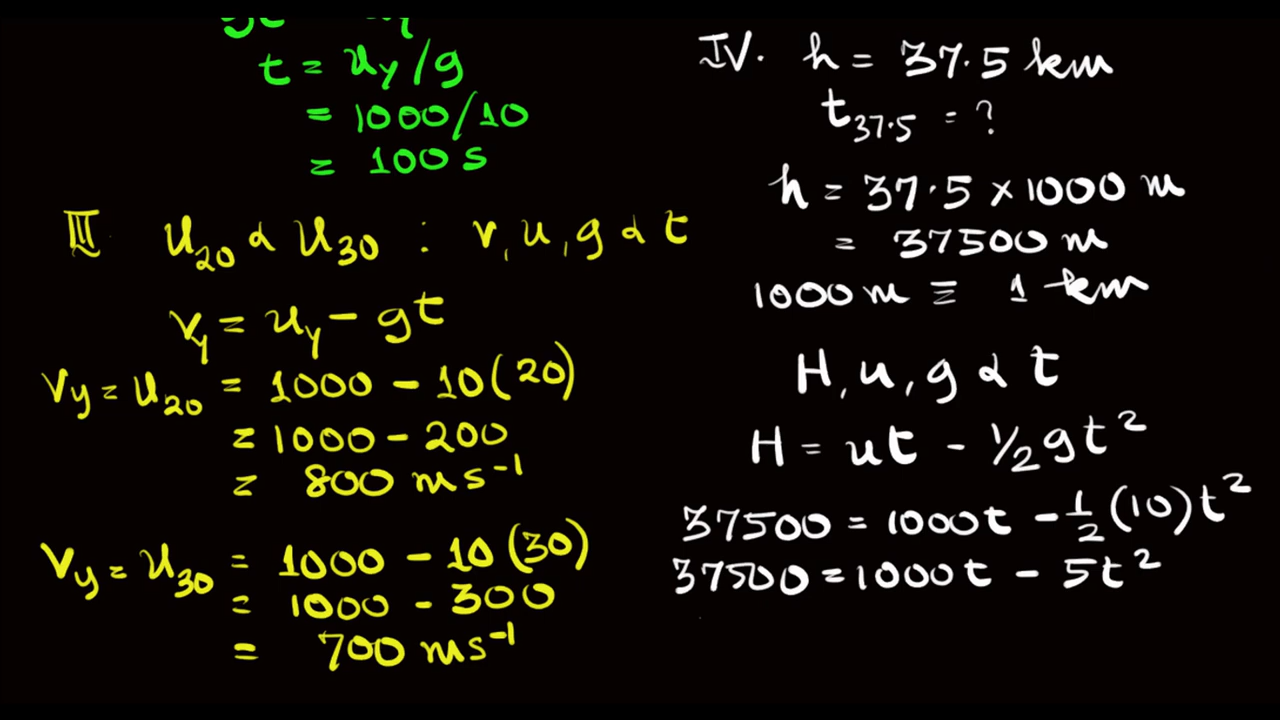 t = uy/g
= 1000/10
= 100 s
III u20 & u30 : v, u, g & t
vy = uy - gt
Vy = u20 = 1000 - 10(20)
= 1000 - 200
= 800 ms⁻¹
Vy = u30 = 1000 - 10(30)
= 1000 - 300
= 700 ms⁻¹
IV. h = 37.5 km
t37.5 = ?
h = 37.5 × 1000 m
= 37500 m
1000 m ≡ 1 km
H, u, g & t
H = ut - ½gt²
37500 = 1000t - ½(10)t²
37500 = 1000t - 5t²